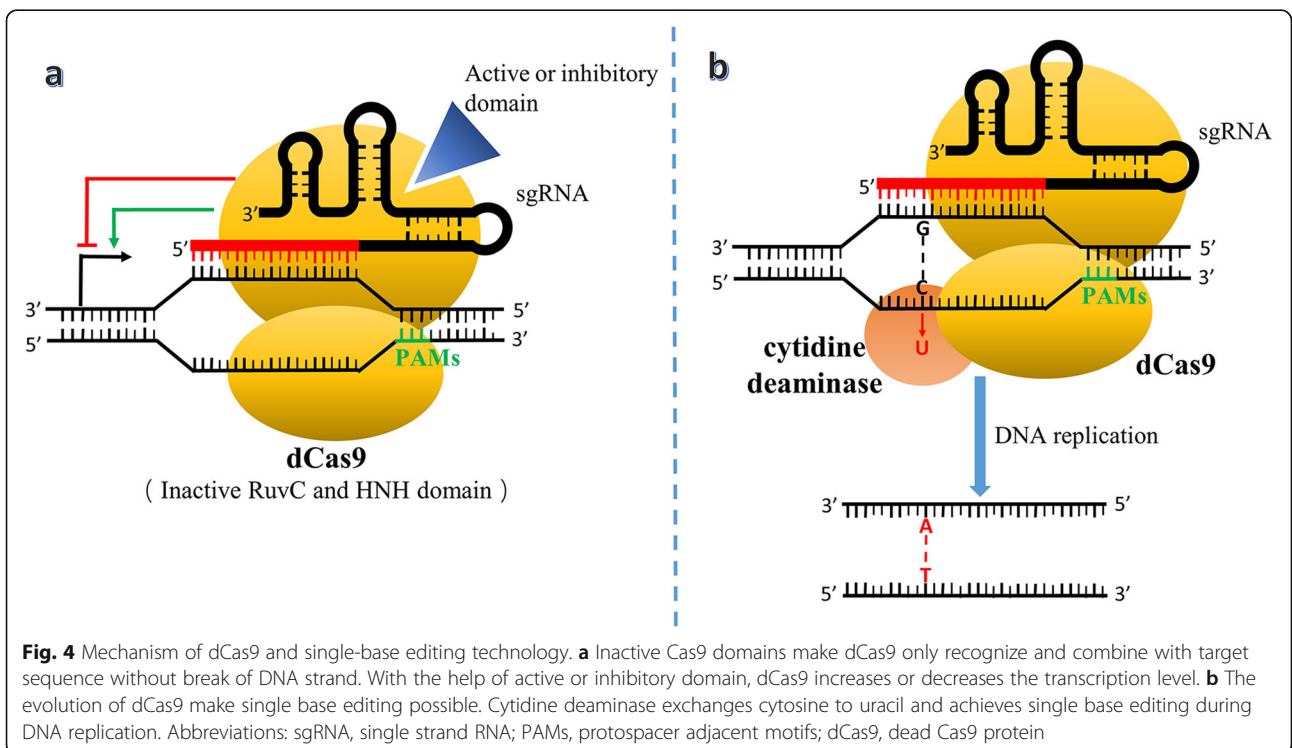 a
Active or inhibitory
domain
sgRNA
3’
5’
3’
5’
5’
3’
PAMs
dCas9
( Inactive RuvC and HNH domain )
b
sgRNA
3’
5’
G
3’
5’
C
3’
PAMs
U
cytidine
deaminase
dCas9
DNA replication
3’
5’
A
T
5’
3’
Fig. 4 Mechanism of dCas9 and single-base editing technology. a Inactive Cas9 domains make dCas9 only recognize and combine with target
sequence without break of DNA strand. With the help of active or inhibitory domain, dCas9 increases or decreases the transcription level. b The
evolution of dCas9 make single base editing possible. Cytidine deaminase exchanges cytosine to uracil and achieves single base editing during
DNA replication. Abbreviations: sgRNA, single strand RNA; PAMs, protospacer adjacent motifs; dCas9, dead Cas9 protein